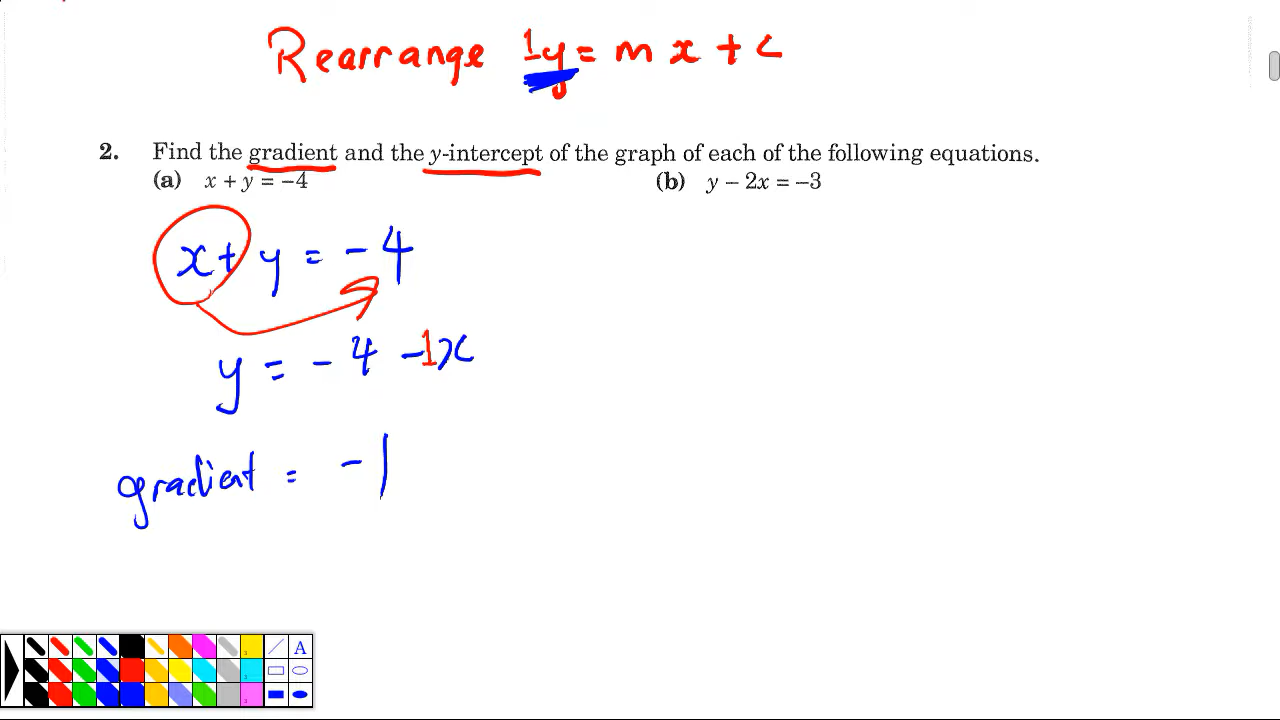 Rearrange 1y = mx + c
2. Find the gradient and the y-intercept of the graph of each of the following equations.
(a) x + y = −4 (b) y − 2x = −3
x + y = - 4
y = - 4 - 1x
gradient = - 1
A